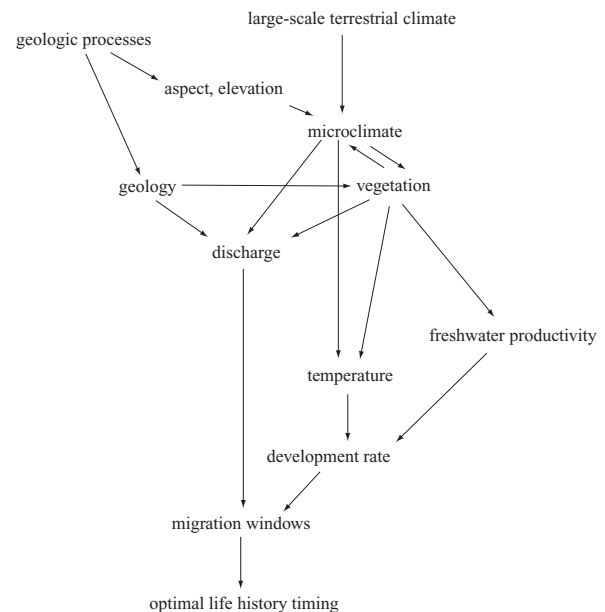 large-scale terrestrial climate
geologic processes
aspect, elevation
microclimate
geology
vegetation
discharge
freshwater productivity
temperature
development rate
migration windows
optimal life history timing